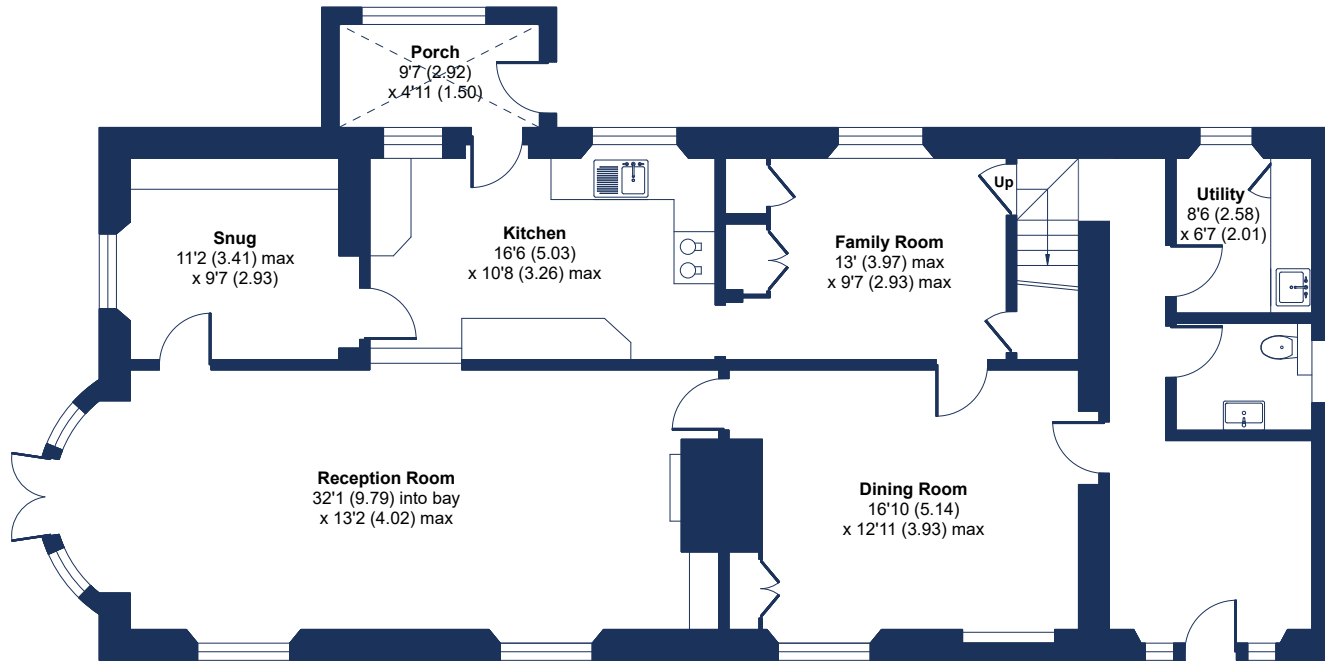 Porch
9'7 (2.92)
x 4'11 (1.50)
Snug
11'2 (3.41) max
x 9'7 (2.93)
Kitchen
16'6 (5.03)
x 10'8 (3.26) max
Family Room
13' (3.97) max
x 9'7 (2.93) max
Up
Utility
8'6 (2.58)
x 6'7 (2.01)
Reception Room
32'1 (9.79) into bay
x 13'2 (4.02) max
Dining Room
16'10 (5.14)
x 12'11 (3.93) max